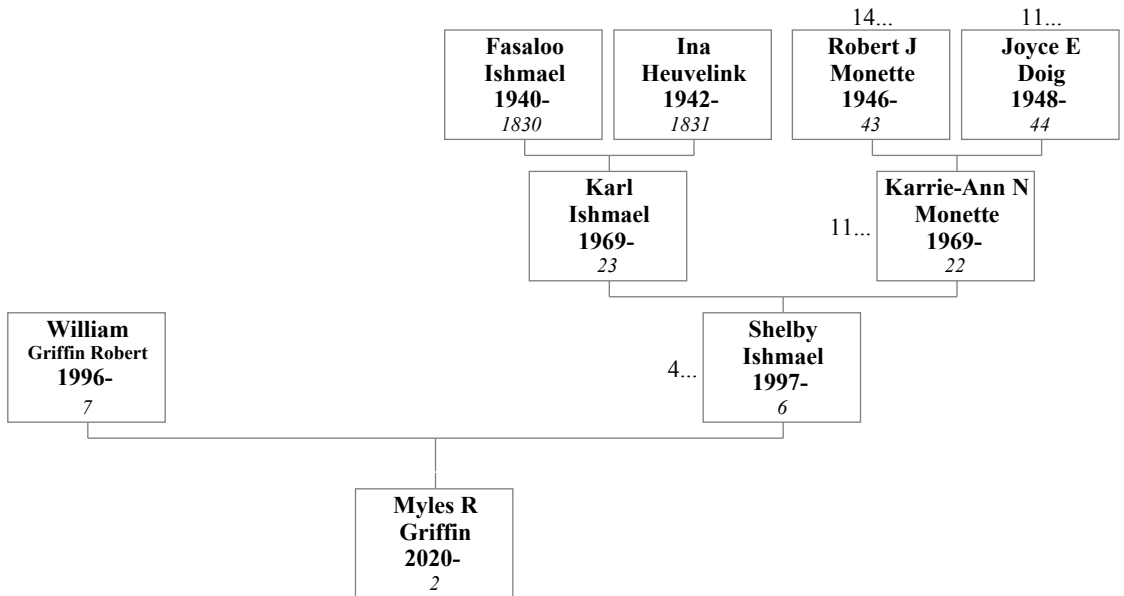 14...
11...
Fasaloo
Ishmael
1940-
1830
Ina
Heuvelink
1942-
1831
Robert J
Monette
1946-
43
Joyce E
Doig
1948-
44
Karl
Ishmael
1969-
23
11...
Karrie-Ann N
Monette
1969-
22
William
Griffin Robert
1996-
7
4...
Shelby
Ishmael
1997-
6
Myles R
Griffin
2020-
2